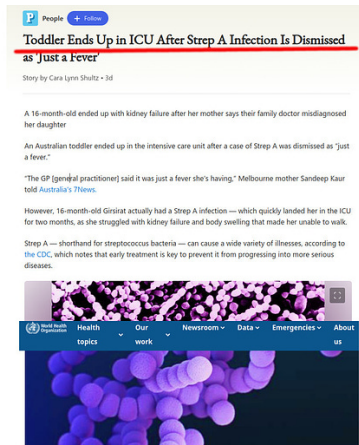 P People + Follow
Toddler Ends Up in ICU After Strep A Infection Is Dismissed
as 'Just a Fever'
Story by Cara Lynn Shultz • 3d
A 16-month-old ended up with kidney failure after her mother says their family doctor misdiagnosed
her daughter
An Australian toddler ended up in the intensive care unit after a case of Strep A was dismissed as "just
a fever."
"The GP [general practitioner] said it was just a fever she's having," Melbourne mother Sandeep Kaur
told Australia's 7News.
However, 16-month-old Girsirat actually had a Strep A infection — which quickly landed her in the ICU
for two months, as she struggled with kidney failure and body swelling that made her unable to walk.
Strep A — shorthand for streptococcus bacteria — can cause a wide variety of illnesses, according to
the CDC, which notes that early treatment is key to prevent it from progressing into more serious
diseases.
World Health Health Our Newsroom Data Emergencies About
Organization topics work us